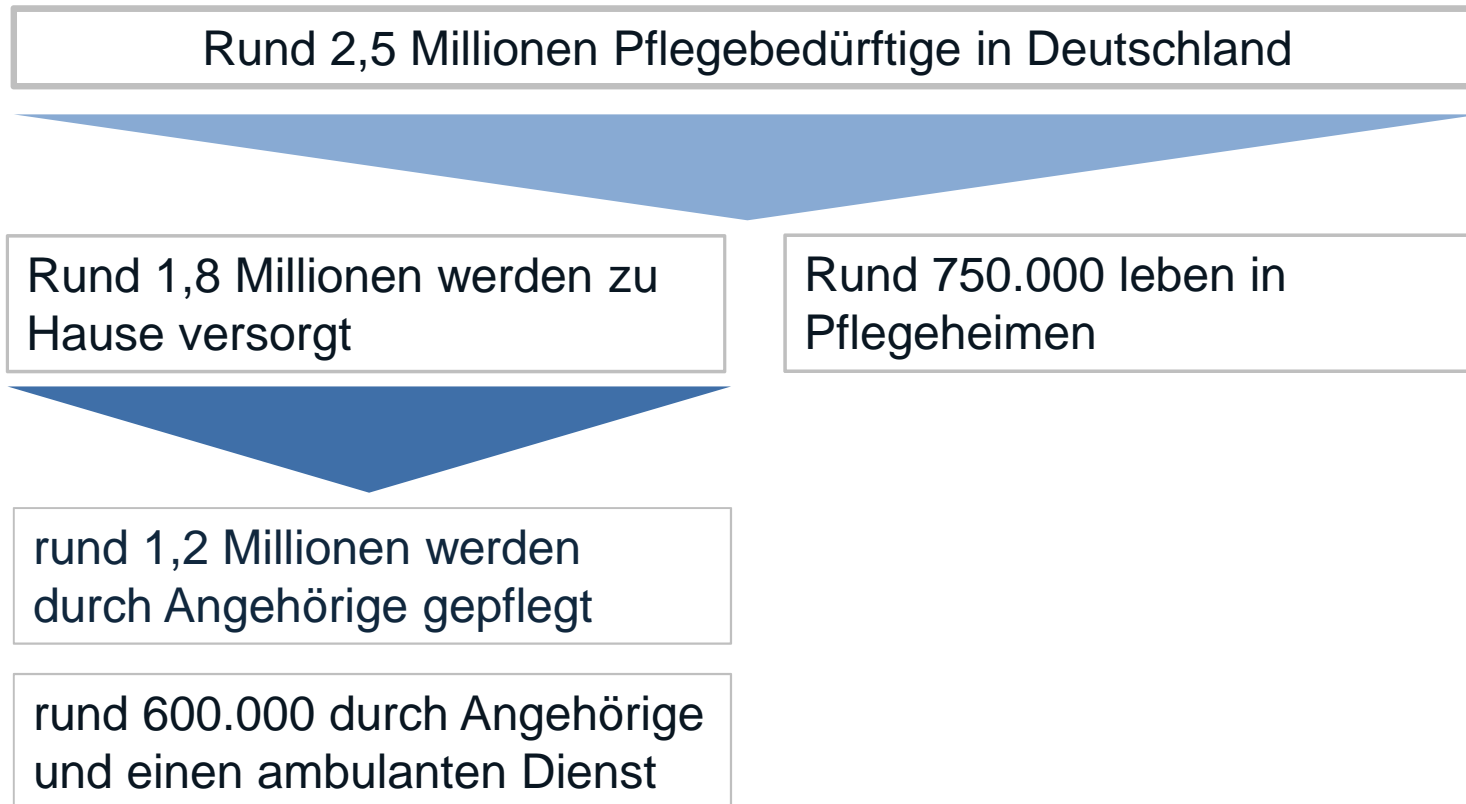 Rund 2,5 Millionen Pflegebedürftige in Deutschland
Rund 1,8 Millionen werden zu
Hause versorgt
Rund 750.000 leben in
Pflegeheimen
rund 1,2 Millionen werden
durch Angehörige gepflegt
rund 600.000 durch Angehörige
und einen ambulanten Dienst